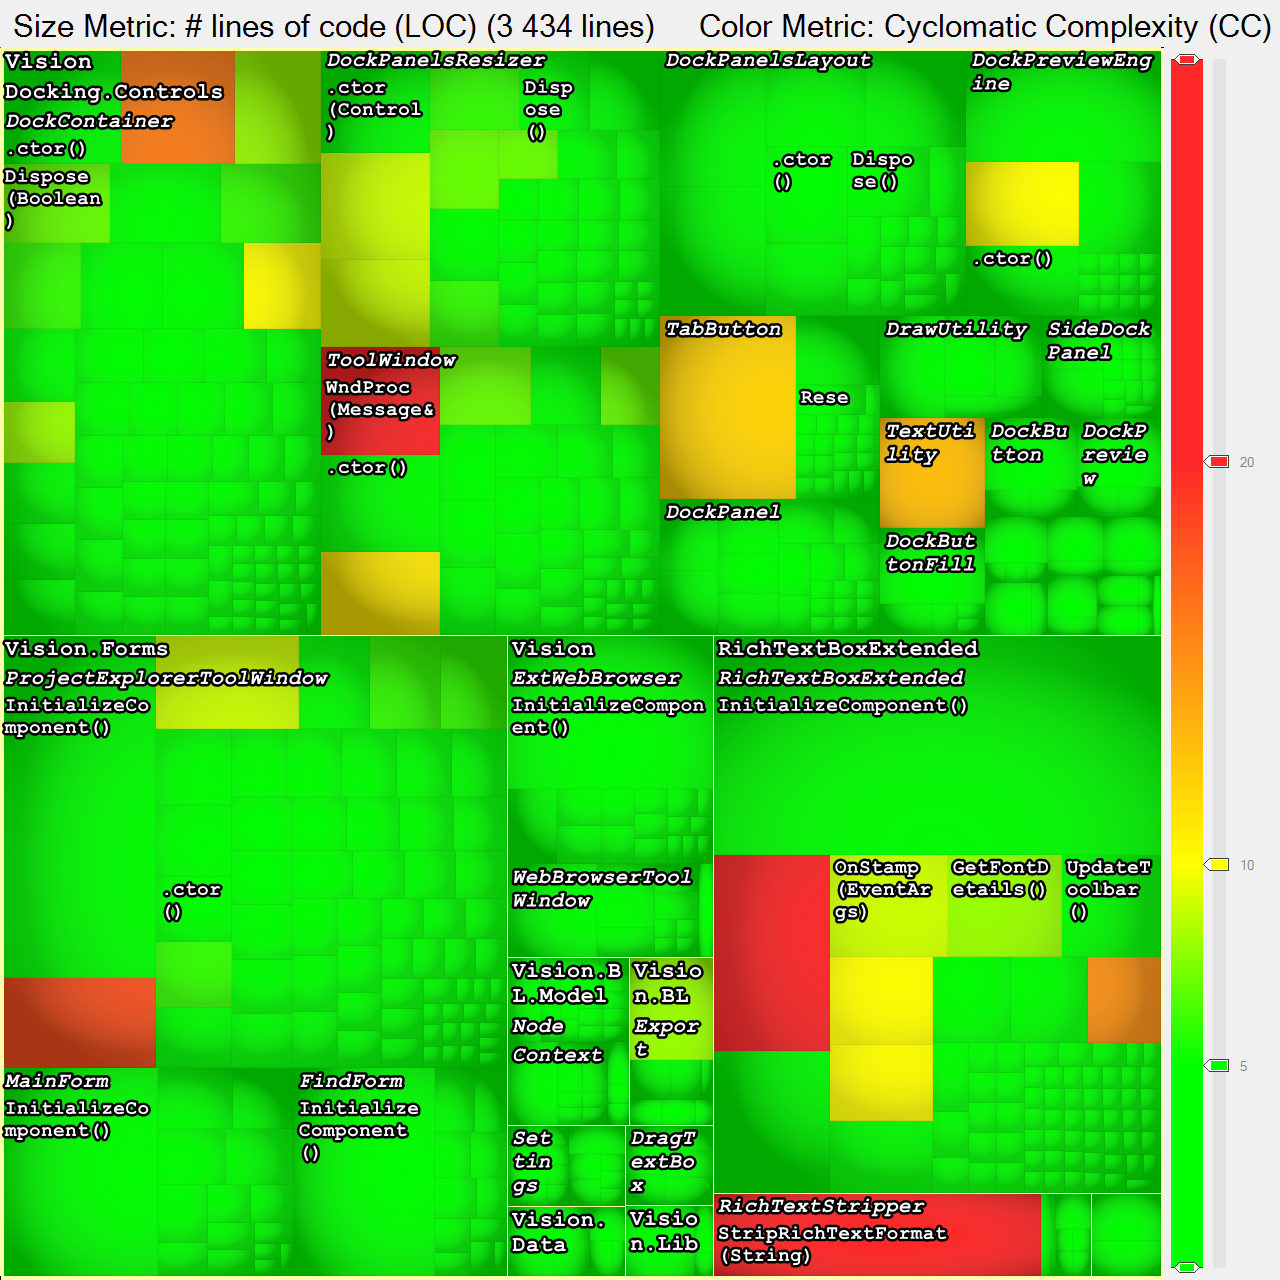 Size Metric: # lines of code (LOC) (3 434 lines)
Color Metric: Cyclomatic Complexity (CC)
Vision
Docking.Controls
DockContainer
.ctor()
Dispose
(Boolean
)
DockPanelsResizer
.ctor
(Control
)
Disp
ose
()
DockPanelsLayout
.ctor
()
Dispo
se()
DockPreviewEng
ine
.ctor()
ToolWindow
WndProc
(Message&
)
.ctor()
TabButton
Rese
DrawUtility
SideDock
Panel
TextUti
lity
DockBu
tton
DockP
revie
w
DockPanel
DockBut
tonFill
Vision.Forms
ProjectExplorerToolWindow
InitializeCo
mponent()
.ctor
()
Vision
ExtWebBrowser
InitializeCompon
ent()
WebBrowserTool
Window
RichTextBoxExtended
RichTextBoxExtended
InitializeComponent()
OnStamp
(EventAr
gs)
GetFontD
etails()
UpdateT
oolbar
()
Vision.B
L.Model
Node
Context
Visio
n.BL
Expor
t
MainForm
InitializeCo
mponent()
FindForm
Initialize
Component
()
Set
tin
gs
DragT
extBo
x
Vision.
Data
Visio
n.Lib
RichTextStripper
StripRichTextFormat
(String)
20
10
5